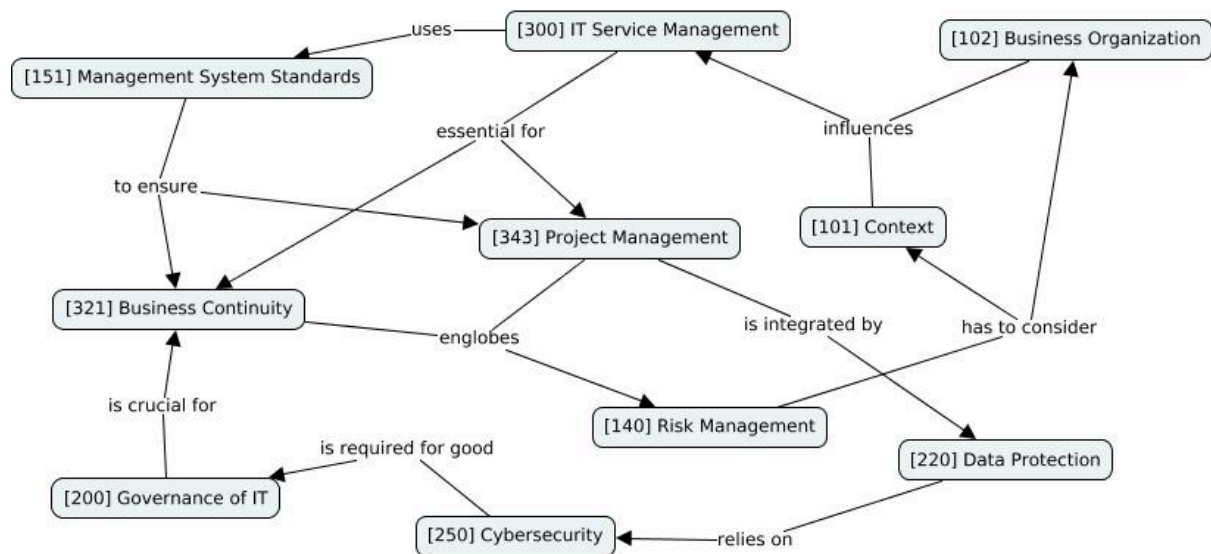 uses
[300] IT Service Management
[102] Business Organization
[151] Management System Standards
essential for
influences
to ensure
[101] Context
[343] Project Management
[321] Business Continuity
is integrated by
has to consider
englobes
is crucial for
[140] Risk Management
is required for good
[220] Data Protection
[200] Governance of IT
[250] Cybersecurity
relies on